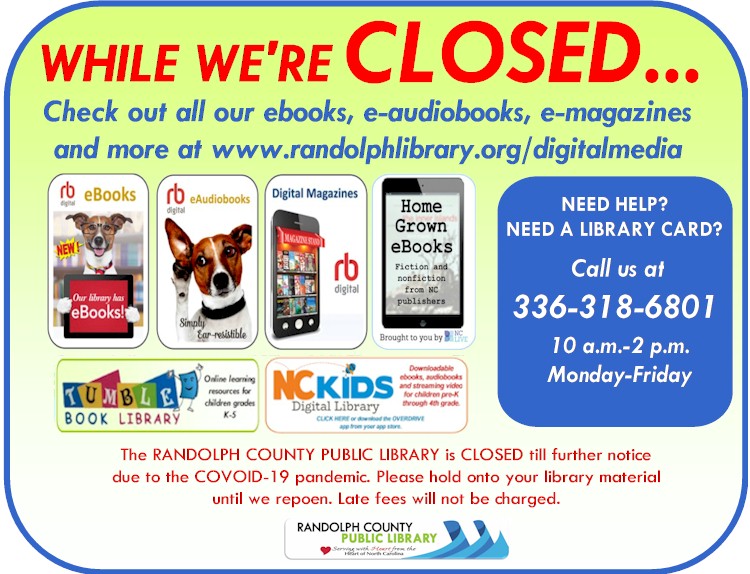 WHILE WE'RE CLOSED...
Check out all our ebooks, e-audiobooks, e-magazines
and more at www.randolphlibrary.org/digitalmedia
rb
digital
eBooks
NEW!
Our library has
eBooks!
rb
digital
eAudiobooks
Simply
Ear-resistible
Digital Magazines
MAGAZINE STAND
rb
digital
Home
Grown
eBooks
Fiction and
nonfiction
from NC
publishers
Brought to you by NC
LIVE
NEED HELP?
NEED A LIBRARY CARD?
Call us at
336-318-6801
10 a.m.-2 p.m.
Monday-Friday
TUMBLE
BOOK LIBRARY
Online learning
resources for
children grades
K-5
NCKIDS
Digital Library
Downloadable
ebooks, audiobooks
and streaming video
for children pre-K
through 4th grade.
CLICK HERE or download the OVERDRIVE
app from your app store.
The RANDOLPH COUNTY PUBLIC LIBRARY is CLOSED till further notice
due to the COVOID-19 pandemic. Please hold onto your library material
until we repoen. Late fees will not be charged.
RANDOLPH COUNTY
PUBLIC LIBRARY
Serving with Heart from the
Heart of North Carolina